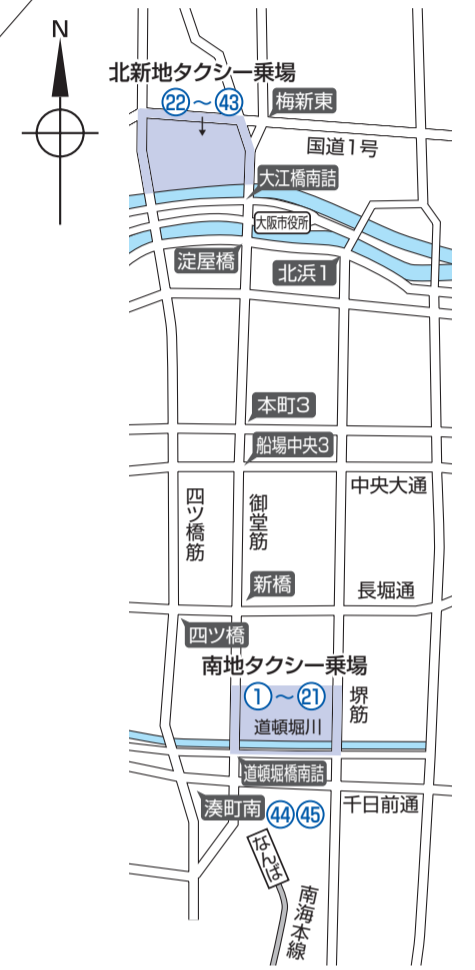 N
北新地タクシー乗場
㉒～㊸
梅新東
国道1号
大江橋南詰
大阪市役所
淀屋橋
北浜1
本町3
船場中央3
中央大通
四ツ橋筋
御堂筋
新橋
長堀通
四ツ橋
南地タクシー乗場
①～㉑
堺筋
道頓堀川
道頓堀橋南詰
湊町南
㊹㊺
千日前通
なんば
南海本線